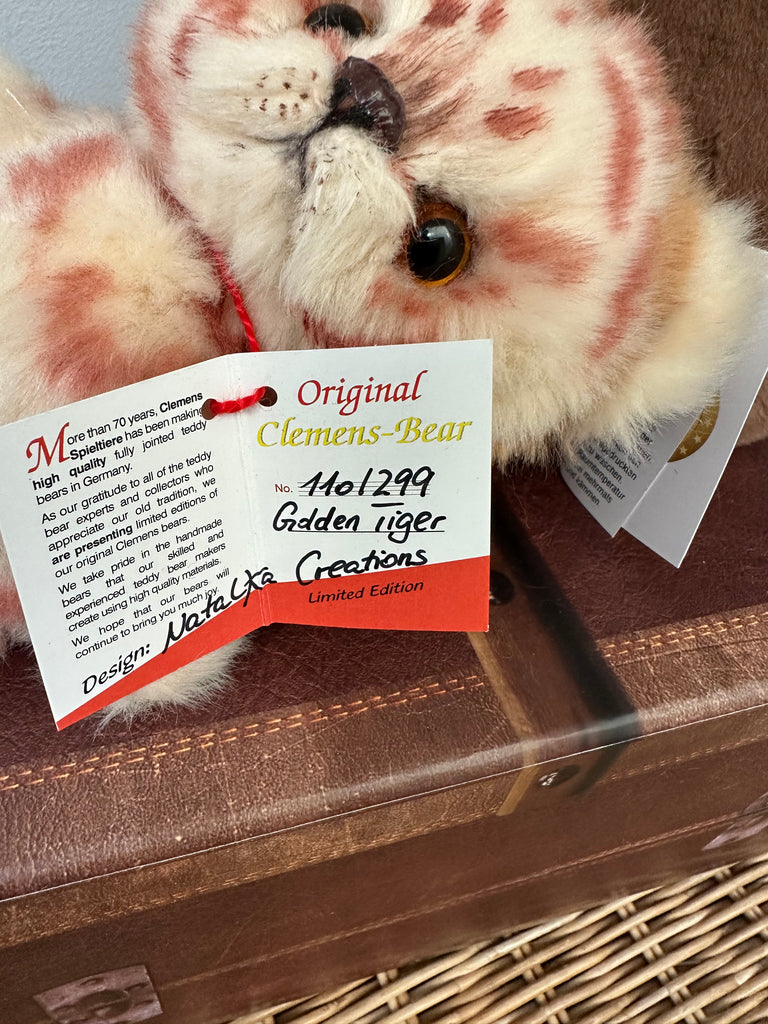 More than 70 years, Clemens
Spieltiere has been making
high quality fully jointed teddy
bears in Germany.
As our gratitude to all of the teddy
bear experts and collectors who
appreciate our old tradition, we
are presenting limited editions of
our original Clemens bears.
We take pride in the handmade
bears that our skilled and
experienced teddy bear makers
create using high quality materials.
We hope that our bears will
continue to bring you much joy.
Design: Natalka Creations
Original
Clemens-Bear
No. 110/299
Golden Tiger
Limited Edition
zu waschen